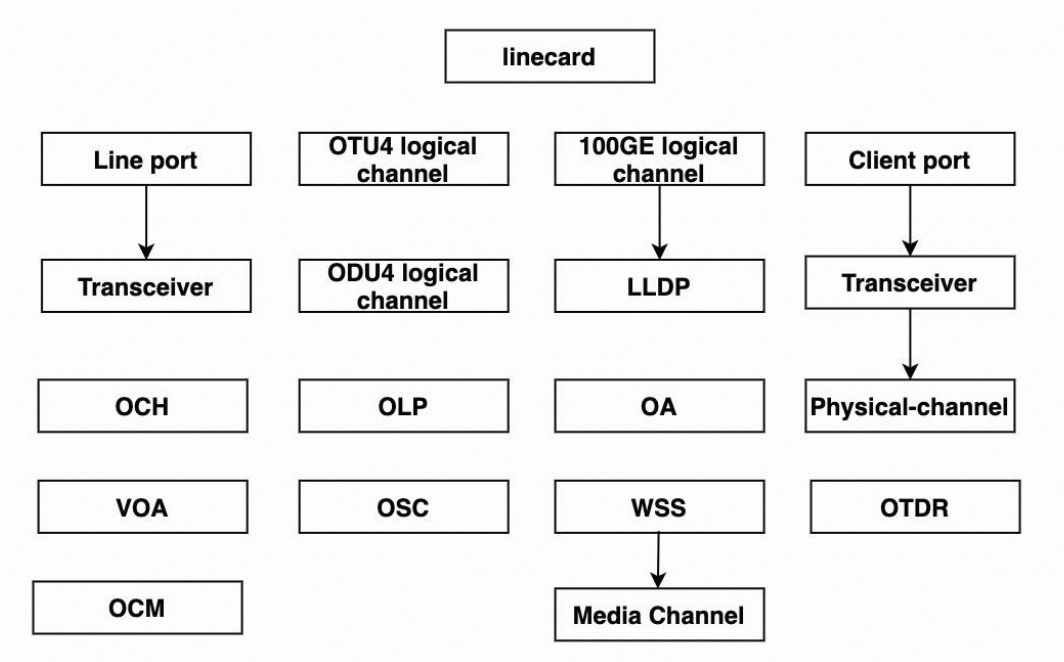 linecard
Line port
OTU4 logical
channel
100GE logical
channel
Client port
Transceiver
ODU4 logical
channel
LLDP
Transceiver
OCH
OLP
OA
Physical-channel
VOA
OSC
WSS
OTDR
OCM
Media Channel